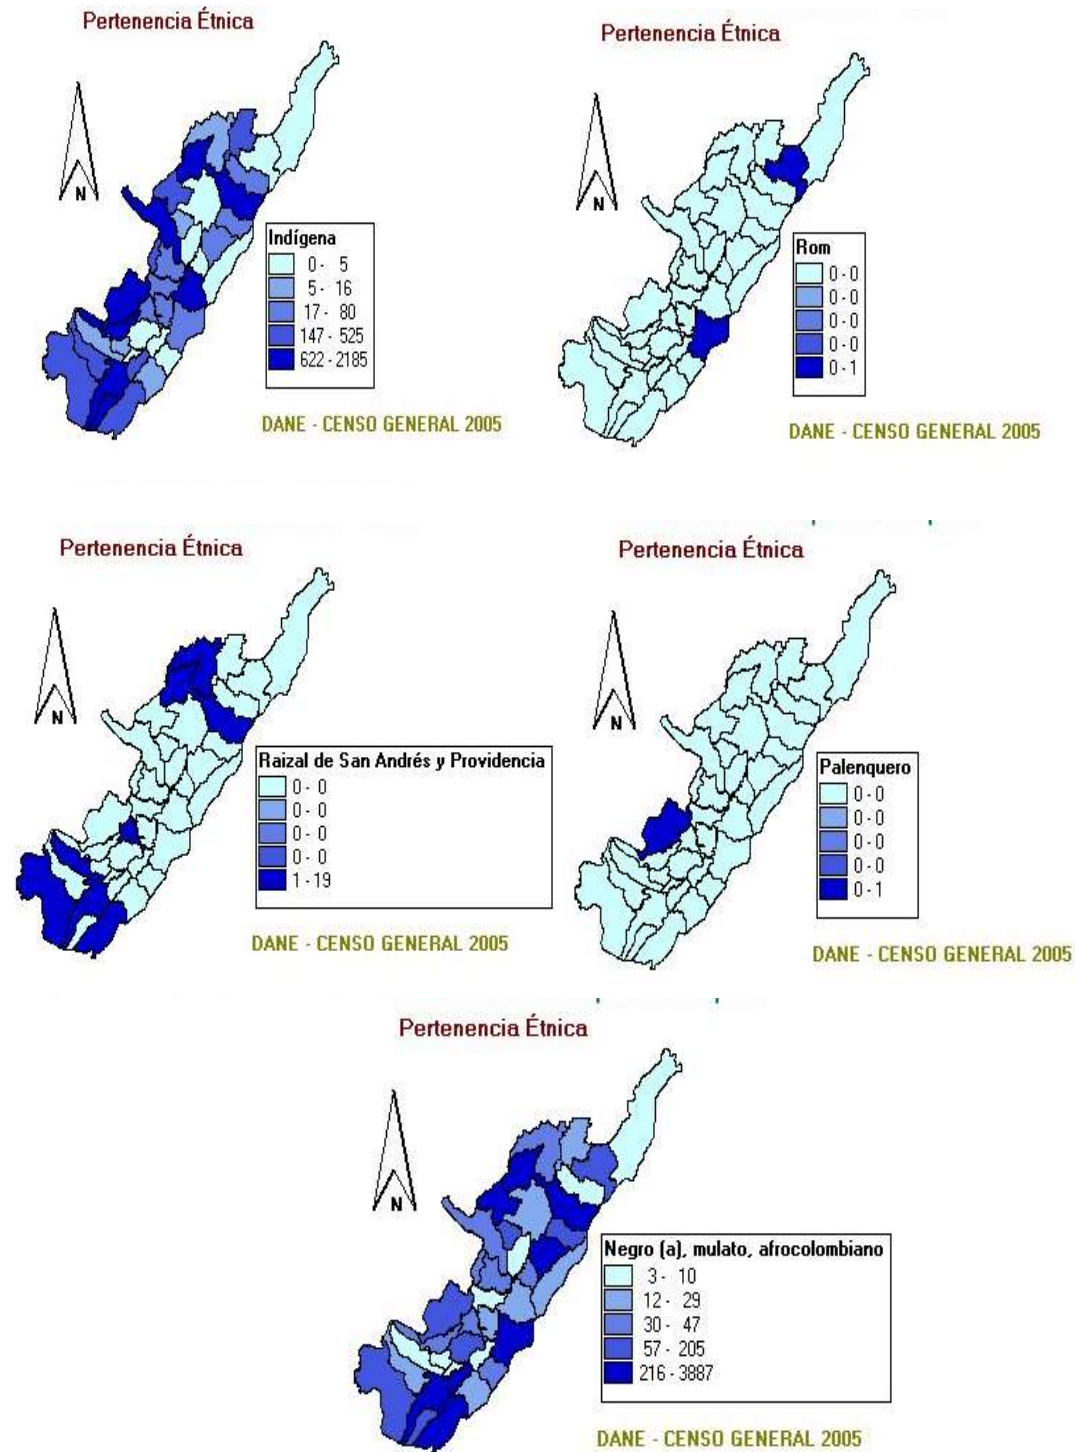 Pertenencia Étnica
N
Indígena
0 - 5
5 - 16
17 - 80
147 - 525
622 - 2185
DANE - CENSO GENERAL 2005
Pertenencia Étnica
N
Rom
0 - 0
0 - 0
0 - 0
0 - 0
0 - 1
DANE - CENSO GENERAL 2005
Pertenencia Étnica
N
Raizal de San Andrés y Providencia
0 - 0
0 - 0
0 - 0
0 - 0
1 - 19
DANE - CENSO GENERAL 2005
Pertenencia Étnica
N
Palenquero
0 - 0
0 - 0
0 - 0
0 - 0
0 - 1
DANE - CENSO GENERAL 2005
Pertenencia Étnica
N
Negro (a), mulato, afrocolombiano
3 - 10
12 - 29
30 - 47
57 - 205
216 - 3887
DANE - CENSO GENERAL 2005